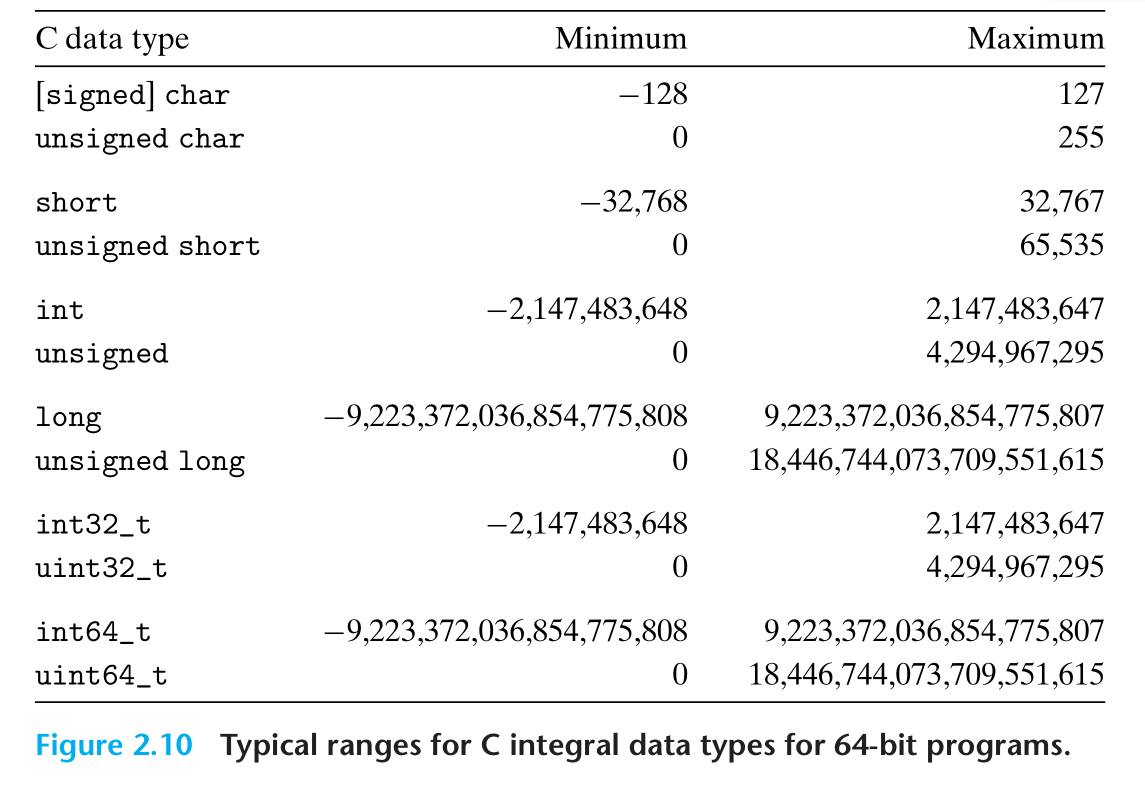 C data type Minimum Maximum
[signed] char −128 127
unsigned char 0 255
short −32,768 32,767
unsigned short 0 65,535
int −2,147,483,648 2,147,483,647
unsigned 0 4,294,967,295
long −9,223,372,036,854,775,808 9,223,372,036,854,775,807
unsigned long 0 18,446,744,073,709,551,615
int32_t −2,147,483,648 2,147,483,647
uint32_t 0 4,294,967,295
int64_t −9,223,372,036,854,775,808 9,223,372,036,854,775,807
uint64_t 0 18,446,744,073,709,551,615
Figure 2.10 Typical ranges for C integral data types for 64-bit programs.